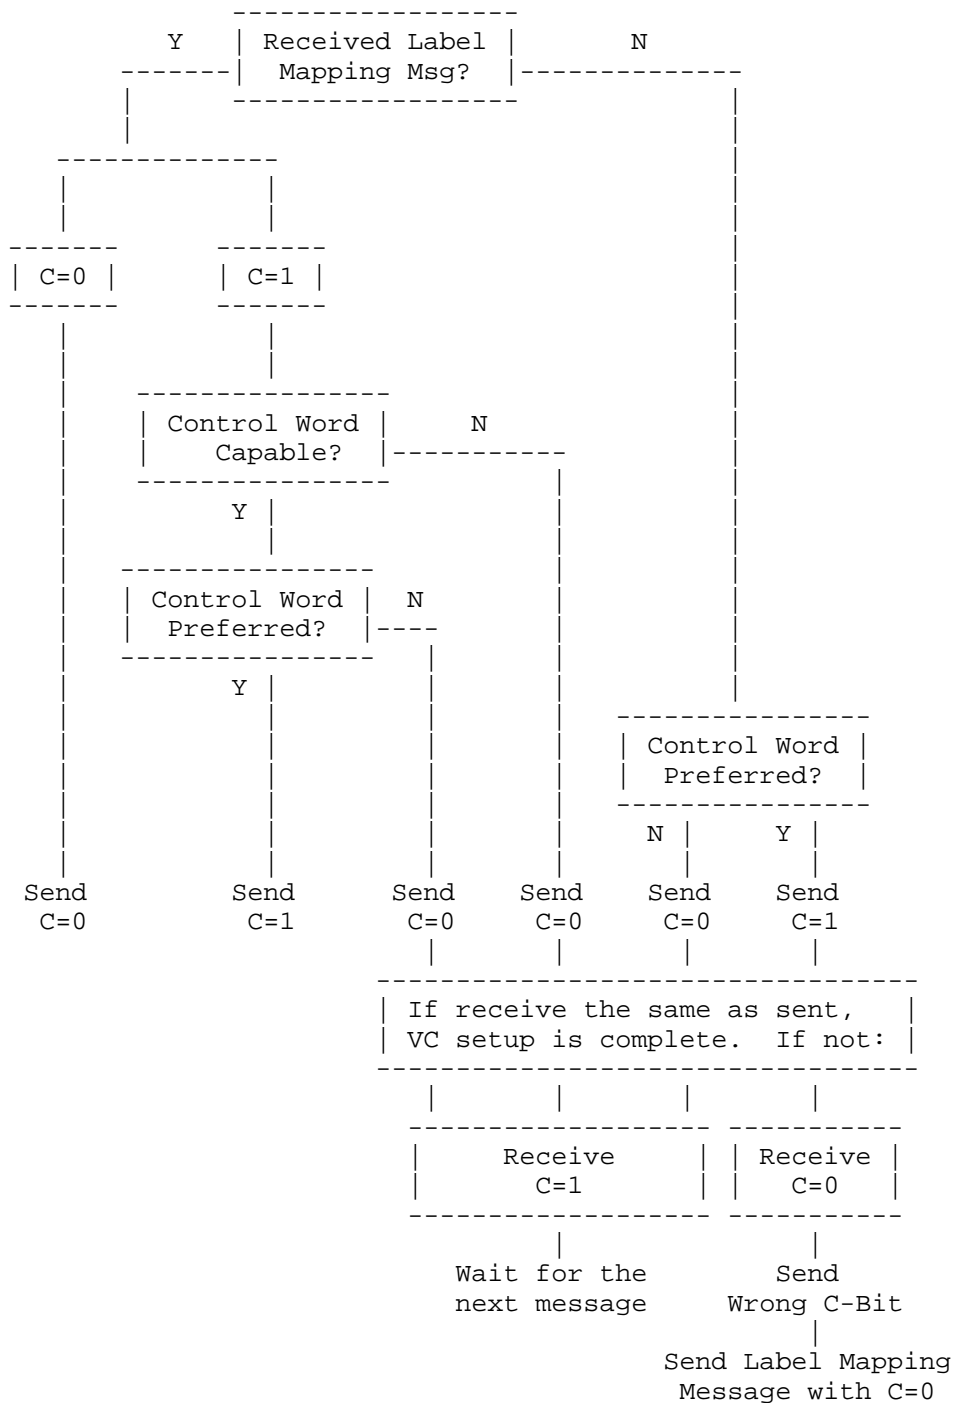 Y Received Label N
Mapping Msg?
C=0 C=1
Control Word N
Capable?
Y
Control Word N
Preferred?
Y
Control Word
Preferred?
N Y
Send Send Send Send Send Send
C=0 C=1 C=0 C=0 C=0 C=1
If receive the same as sent,
VC setup is complete. If not:
Receive Receive
C=1 C=0
Wait for the Send
next message Wrong C-Bit
Send Label Mapping
Message with C=0